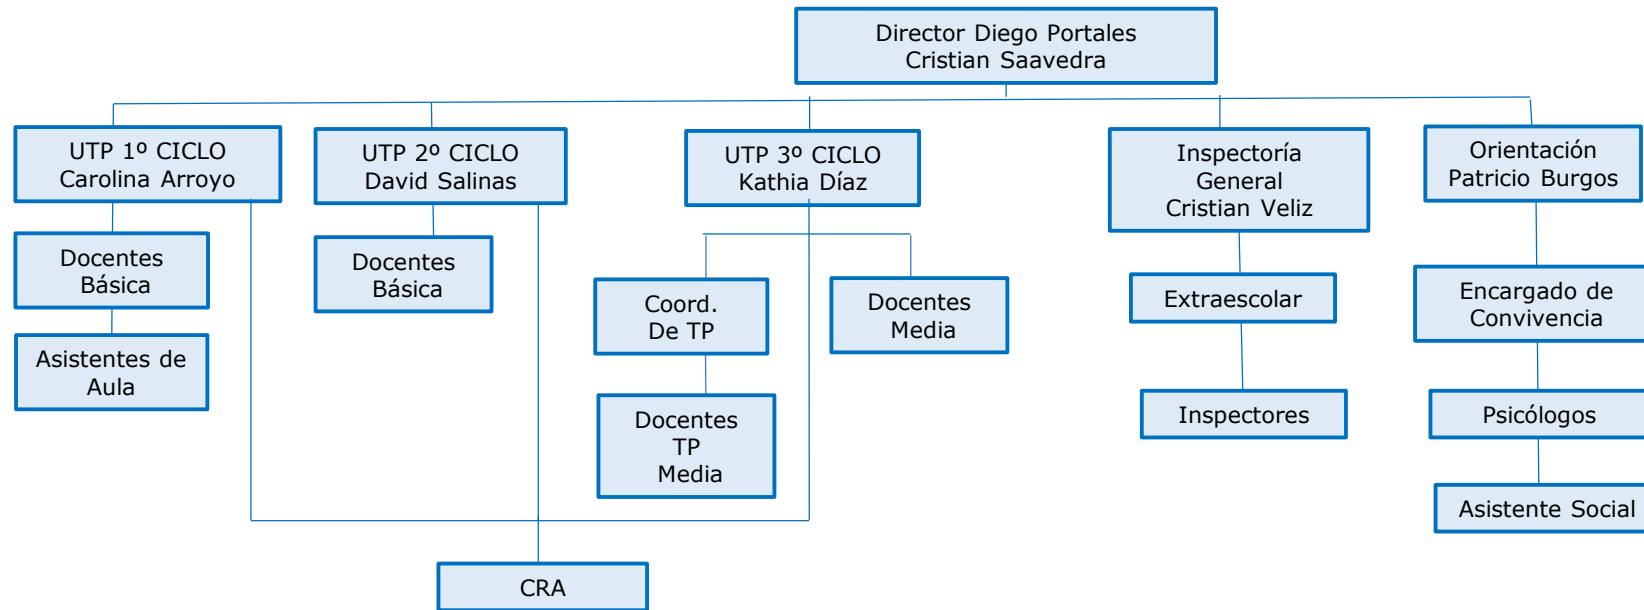 Director Diego Portales
Cristian Saavedra
UTP 1º CICLO
Carolina Arroyo
UTP 2º CICLO
David Salinas
UTP 3º CICLO
Kathia Díaz
Inspectoría
General
Cristian Veliz
Orientación
Patricio Burgos
Docentes
Básica
Docentes
Básica
Coord.
De TP
Docentes
Media
Extraescolar
Encargado de
Convivencia
Asistentes de
Aula
Docentes
TP
Media
Inspectores
Psicólogos
Asistente Social
CRA